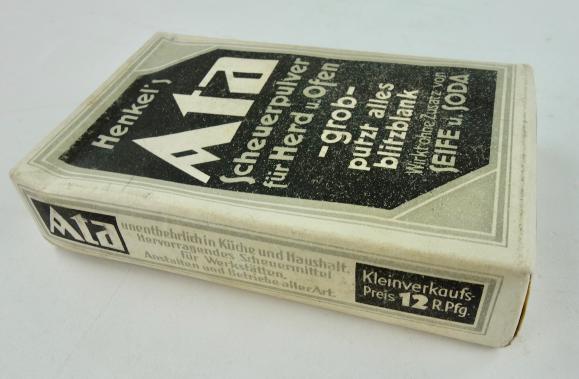 Henkel's
Ata
Scheuerpulver
für Herd u. Ofen
-grob-
putzt alles
blitzblank
Wirkt ohne Zusatz von
SEIFE u. SODA
Ata
unentbehrlich in Küche und Haushalt.
Hervorragendes Scheuermittel
für Werkstätten,
Anstalten und Betriebe aller Art.
Kleinverkaufs-
Preis 12 R.Pfg.